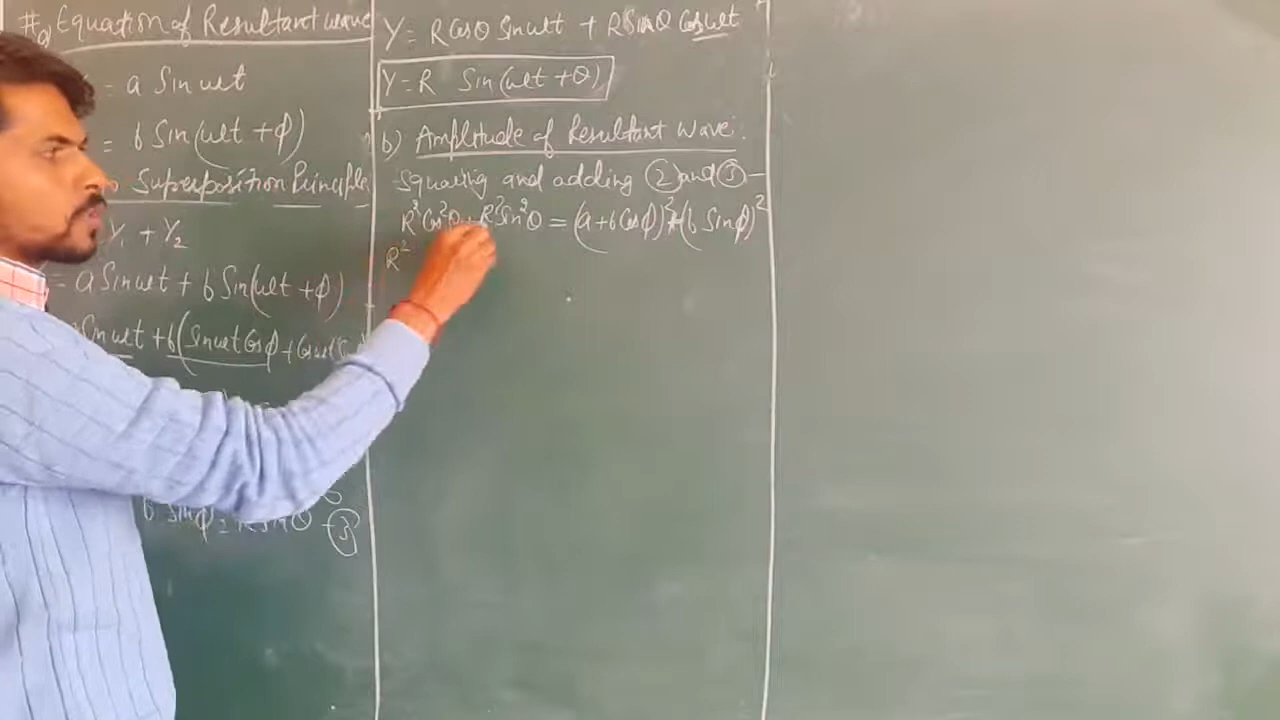 #a) Equation of Resultant wave
= a Sin ωt
= b Sin(ωt + φ)
Superposition Principle
Y₁ + Y₂
= a Sin ωt + b Sin(ωt + φ)
Sin ωt + b(Sin ωt Cos φ + Cos ωt
b Sin φ = R Sin θ – ③
Y = R Cos θ Sin ωt + R Sin θ Cos ωt
Y = R Sin(ωt + θ)
b) Amplitude of Resultant wave.
Squaring and adding ② and ③ –
R² Cos² θ + R² Sin² θ = (a + b Cos φ)² + (b Sin φ)²
R²